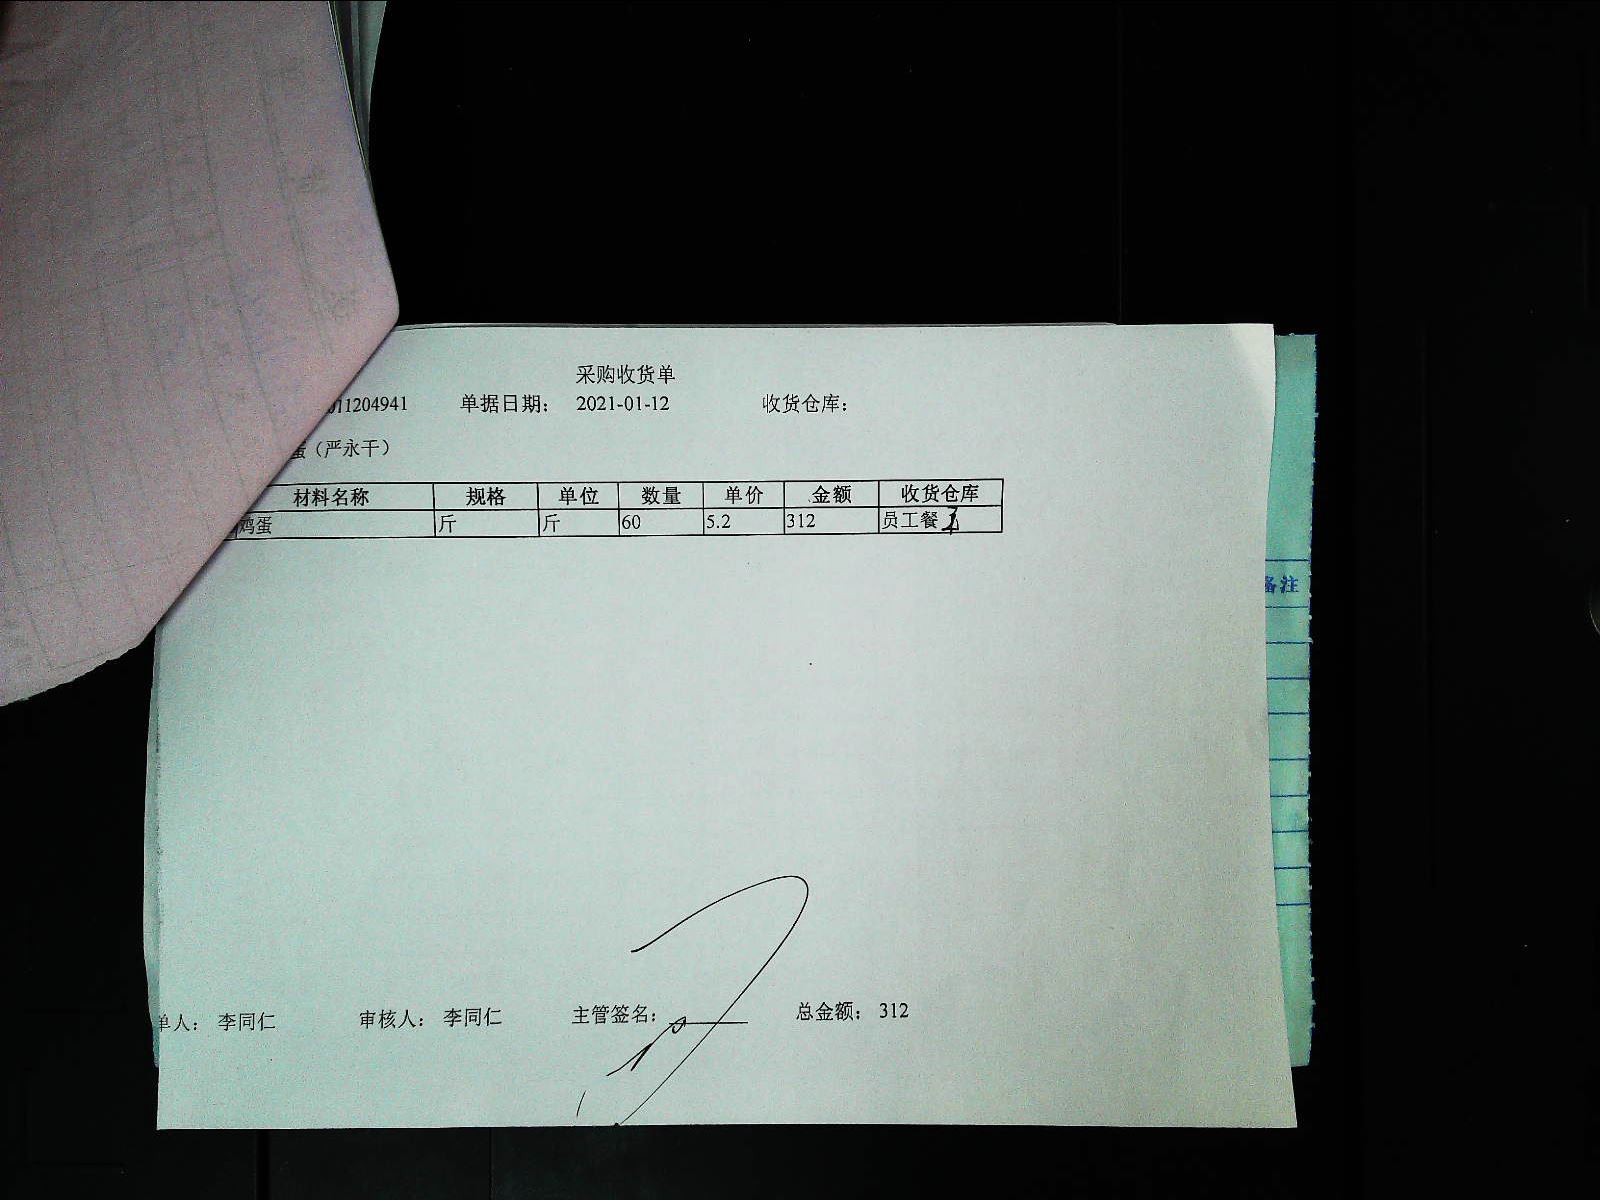 采购收货单
011204941 单据日期: 2021-01-12 收货仓库:
蛋（严永干）
材料名称 规格 单位 数量 单价 金额 收货仓库
鸡蛋 斤 斤 60 5.2 312 员工餐
备注
单人: 李同仁 审核人: 李同仁 主管签名: 总金额: 312